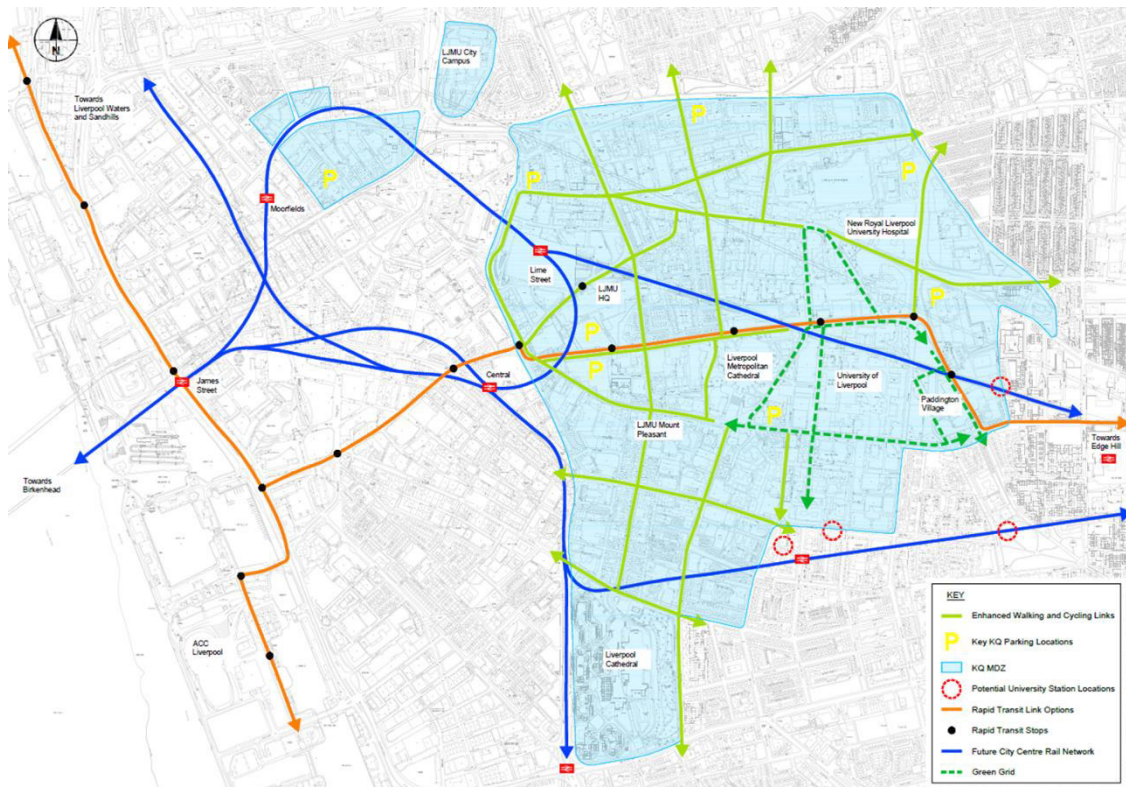 N
LJMU City
Campus
Towards
Liverpool Waters
and Sandhills
P
P
P
P
Moorfields
New Royal Liverpool
University Hospital
Lime
Street
LJMU
HQ
P
P
P
James
Street
Central
Liverpool
Metropolitan
Cathedral
University of
Liverpool
Paddington
Village
P
LJMU Mount
Pleasant
Towards
Edge Hill
Towards
Birkenhead
ACC
Liverpool
Liverpool
Cathedral
KEY
Enhanced Walking and Cycling Links
P Key KQ Parking Locations
KQ MDZ
Potential University Station Locations
Rapid Transit Link Options
Rapid Transit Stops
Future City Centre Rail Network
Green Grid